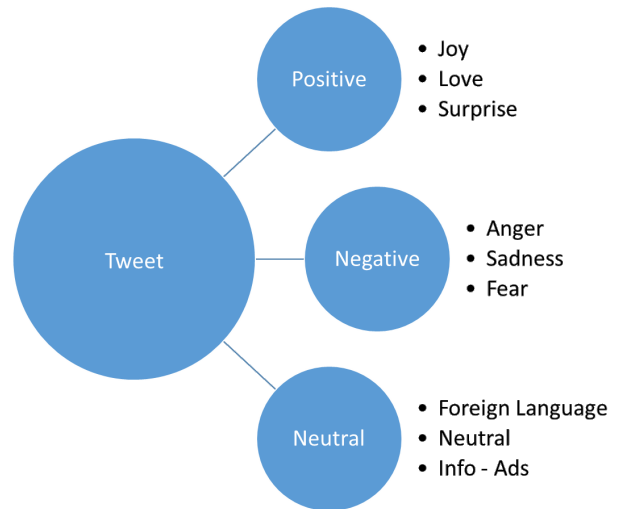 Positive
• Joy
• Love
• Surprise
Tweet
Negative
• Anger
• Sadness
• Fear
Neutral
• Foreign Language
• Neutral
• Info - Ads